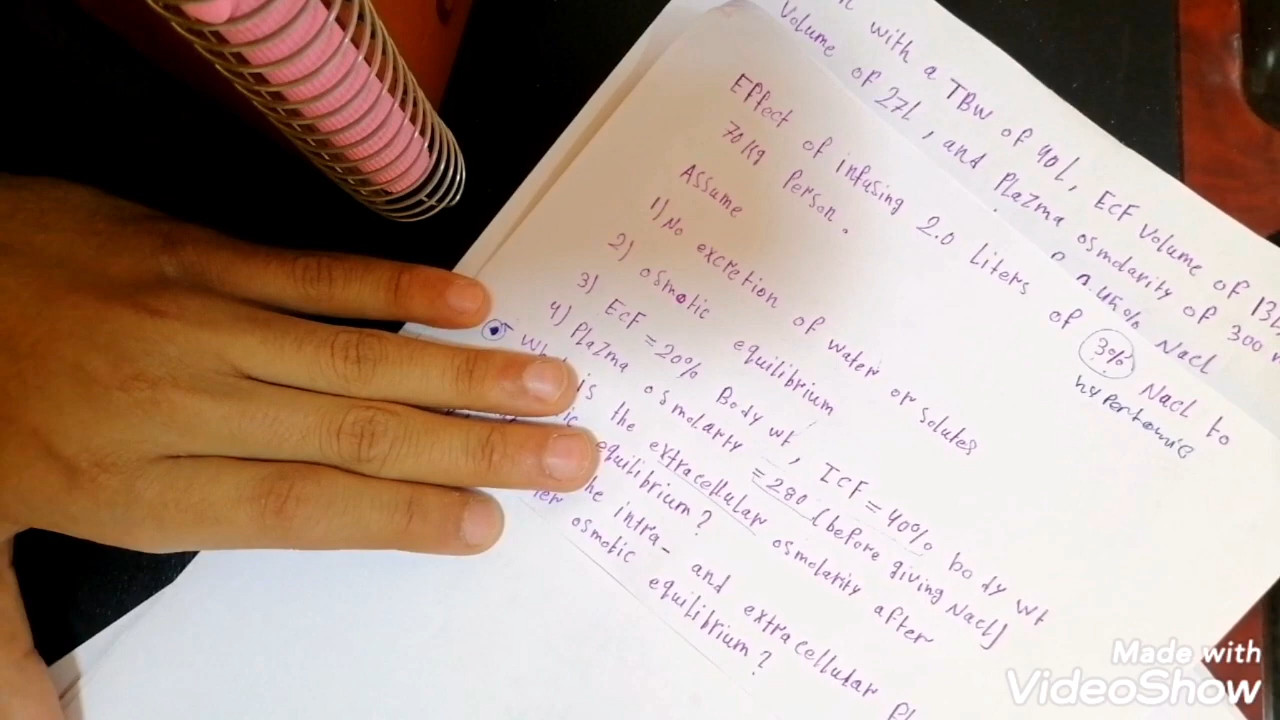 with a TBW of 40L, ECF Volume of 13L
Volume of 27L, and Plazma osmolarity of 300
0.45% Nacl
Effect of infusing 2.0 Liters of 3% Nacl to
hypertonic
70 Kg Person.
Assume
1) No excretion of water or solutes
2) osmotic equilibrium
3) ECF = 20% Body wt, ICF = 40% body wt
4) Plazma osmolarty = 280 (before giving Nacl)
is the extracellular osmolarity after
equilibrium?
the intra- and extracellular
osmotic equilibrium?
Made with
VideoShow